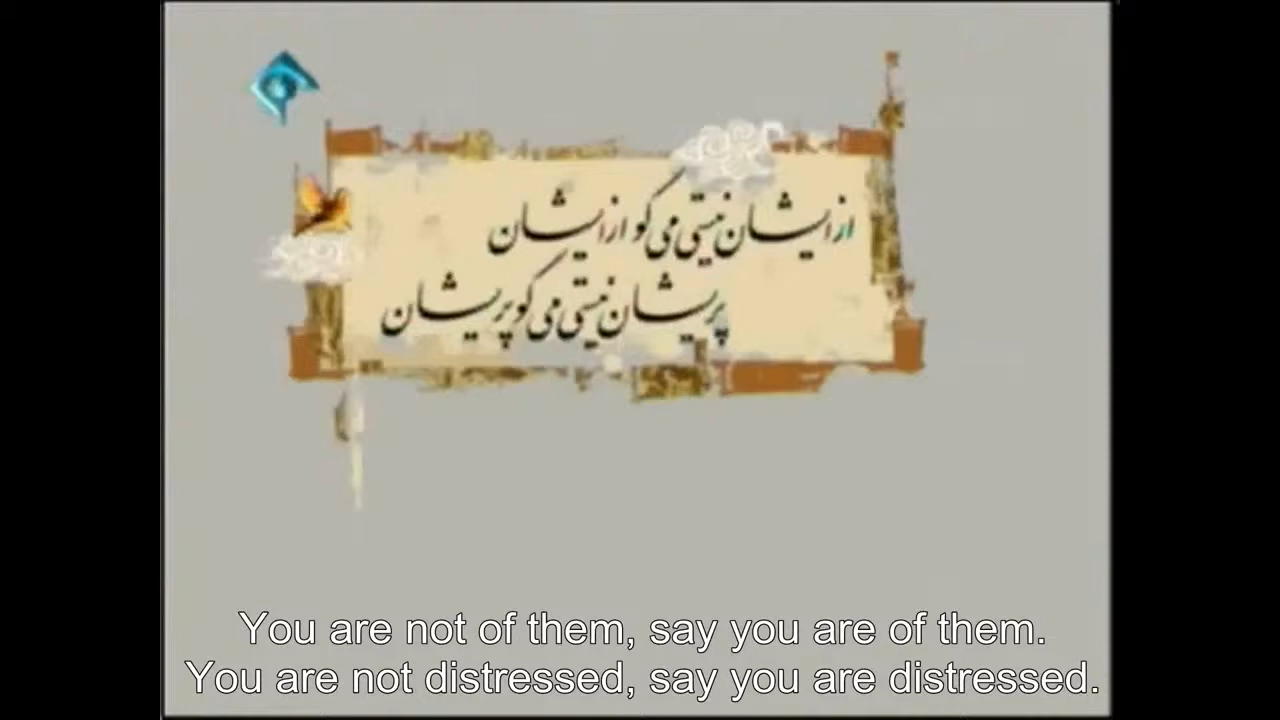 از ایشان نیستی می گو از ایشان
پریشان نیستی می گو پریشان
You are not of them, say you are of them.
You are not distressed, say you are distressed.